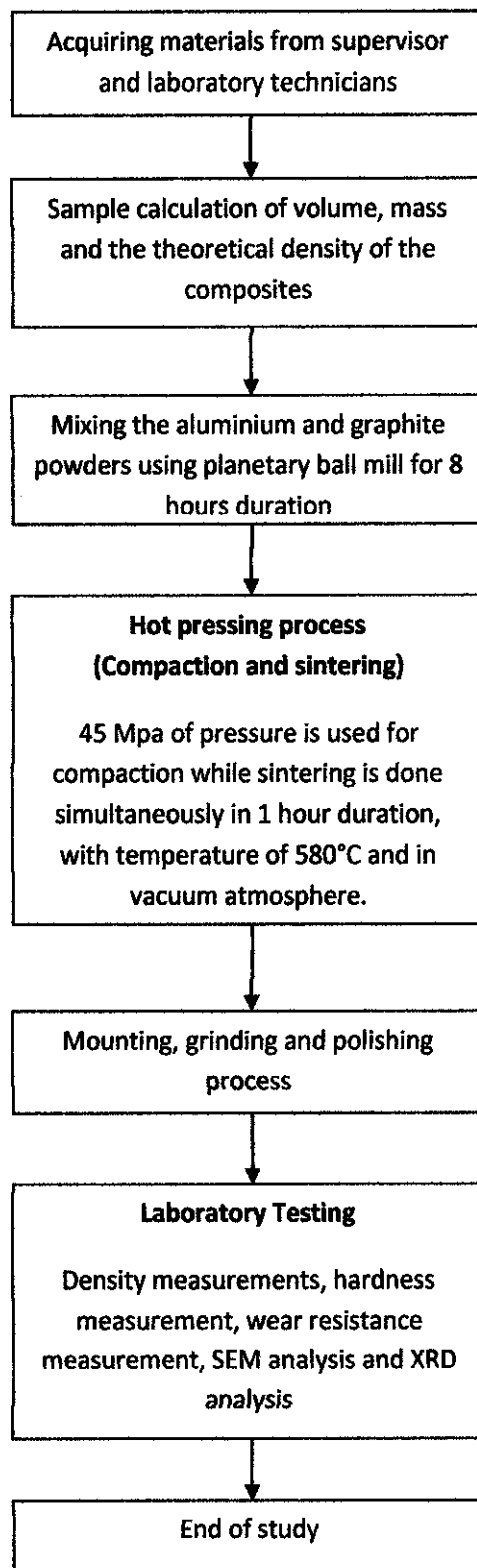 Acquiring materials from supervisor
and laboratory technicians
Sample calculation of volume, mass
and the theoretical density of the
composites
Mixing the aluminium and graphite
powders using planetary ball mill for 8
hours duration
Hot pressing process
(Compaction and sintering)
45 Mpa of pressure is used for
compaction while sintering is done
simultaneously in 1 hour duration,
with temperature of 580°C and in
vacuum atmosphere.
Mounting, grinding and polishing
process
Laboratory Testing
Density measurements, hardness
measurement, wear resistance
measurement, SEM analysis and XRD
analysis
End of study